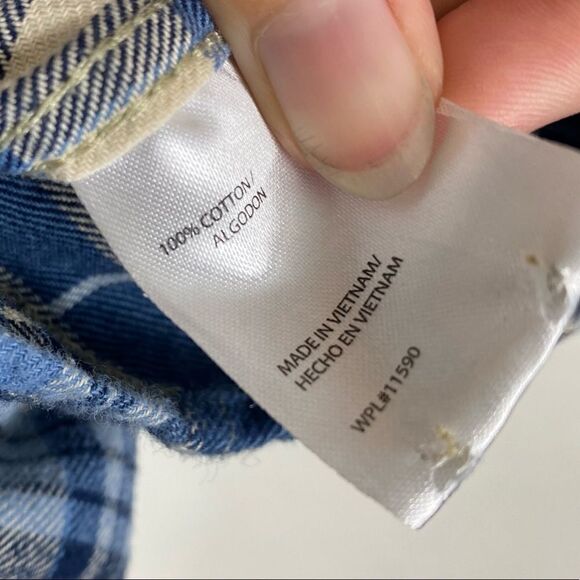 100% COTTON/
ALGODON
MADE IN VIETNAM/
HECHO EN VIETNAM
WPL#11590